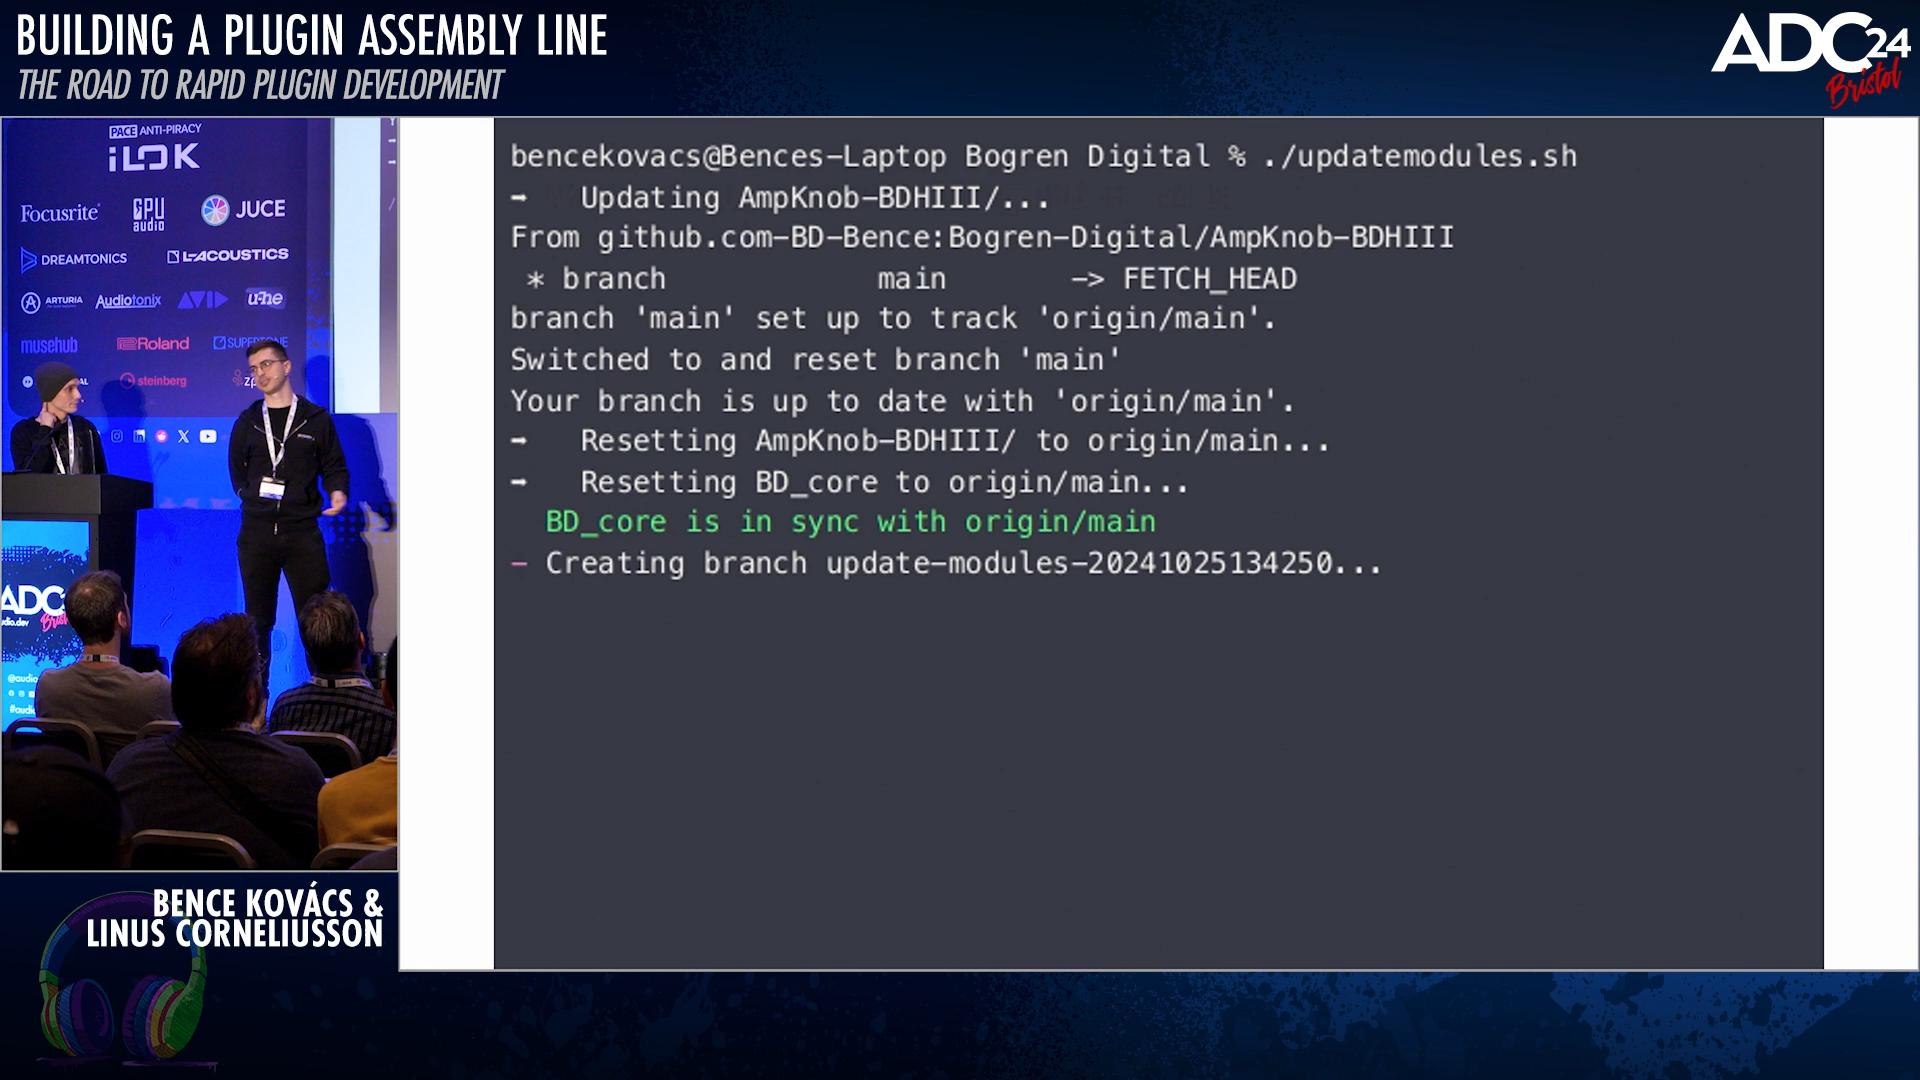 BUILDING A PLUGIN ASSEMBLY LINE
THE ROAD TO RAPID PLUGIN DEVELOPMENT
ADC24
Bristol
PACE ANTI-PIRACY
iLOK
Focusrite
GPU audio
JUCE
DREAMTONICS
L-ACOUSTICS
ARTURIA
Audiotonix
AVID
u-he
musehub
Roland
steinberg
ADC
Bristol
bencekovacs@Bences-Laptop Bogren Digital % ./updatemodules.sh
➡ Updating AmpKnob-BDHIII/...
From github.com-BD-Bence:Bogren-Digital/AmpKnob-BDHIII
* branch main -> FETCH_HEAD
branch 'main' set up to track 'origin/main'.
Switched to and reset branch 'main'
Your branch is up to date with 'origin/main'.
➡ Resetting AmpKnob-BDHIII/ to origin/main...
➡ Resetting BD_core to origin/main...
BD_core is in sync with origin/main
– Creating branch update-modules-20241025134250...
BENCE KOVÁCS &
LINUS CORNELIUSSON